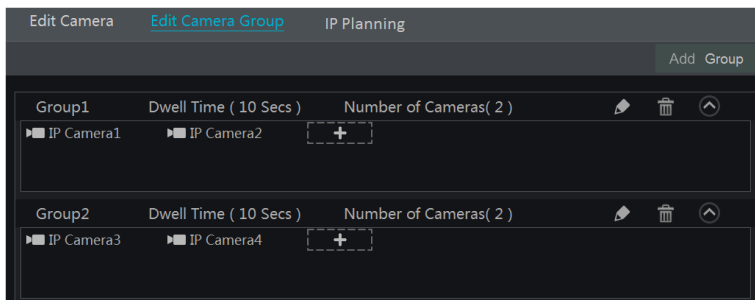 Edit Camera Edit Camera Group IP Planning
Add Group
Group1 Dwell Time ( 10 Secs ) Number of Cameras( 2 )
IP Camera1 IP Camera2 +
Group2 Dwell Time ( 10 Secs ) Number of Cameras( 2 )
IP Camera3 IP Camera4 +